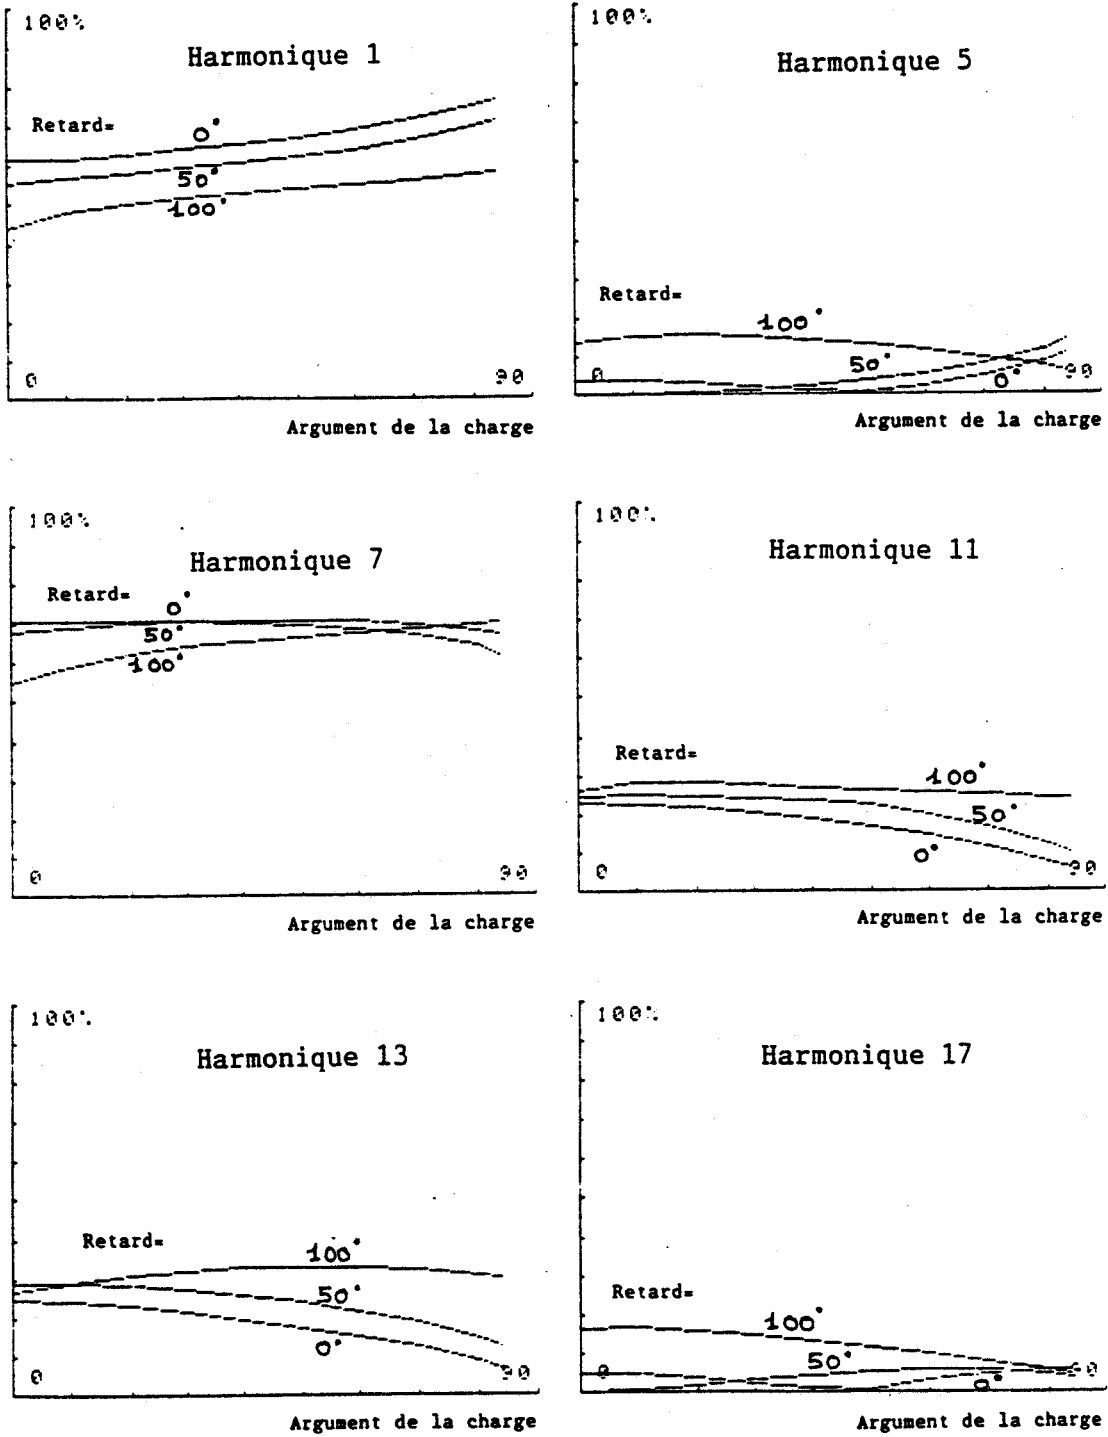 100%
Harmonique 1
Retard=
0°
50°
100°
0
90
Argument de la charge
100%
Harmonique 5
Retard=
100°
50°
0°
0
90
Argument de la charge
100%
Harmonique 7
Retard=
0°
50°
100°
0
90
Argument de la charge
100%
Harmonique 11
Retard=
100°
50°
0°
0
90
Argument de la charge
100%
Harmonique 13
Retard=
100°
50°
0°
0
90
Argument de la charge
100%
Harmonique 17
Retard=
100°
50°
0°
0
90
Argument de la charge